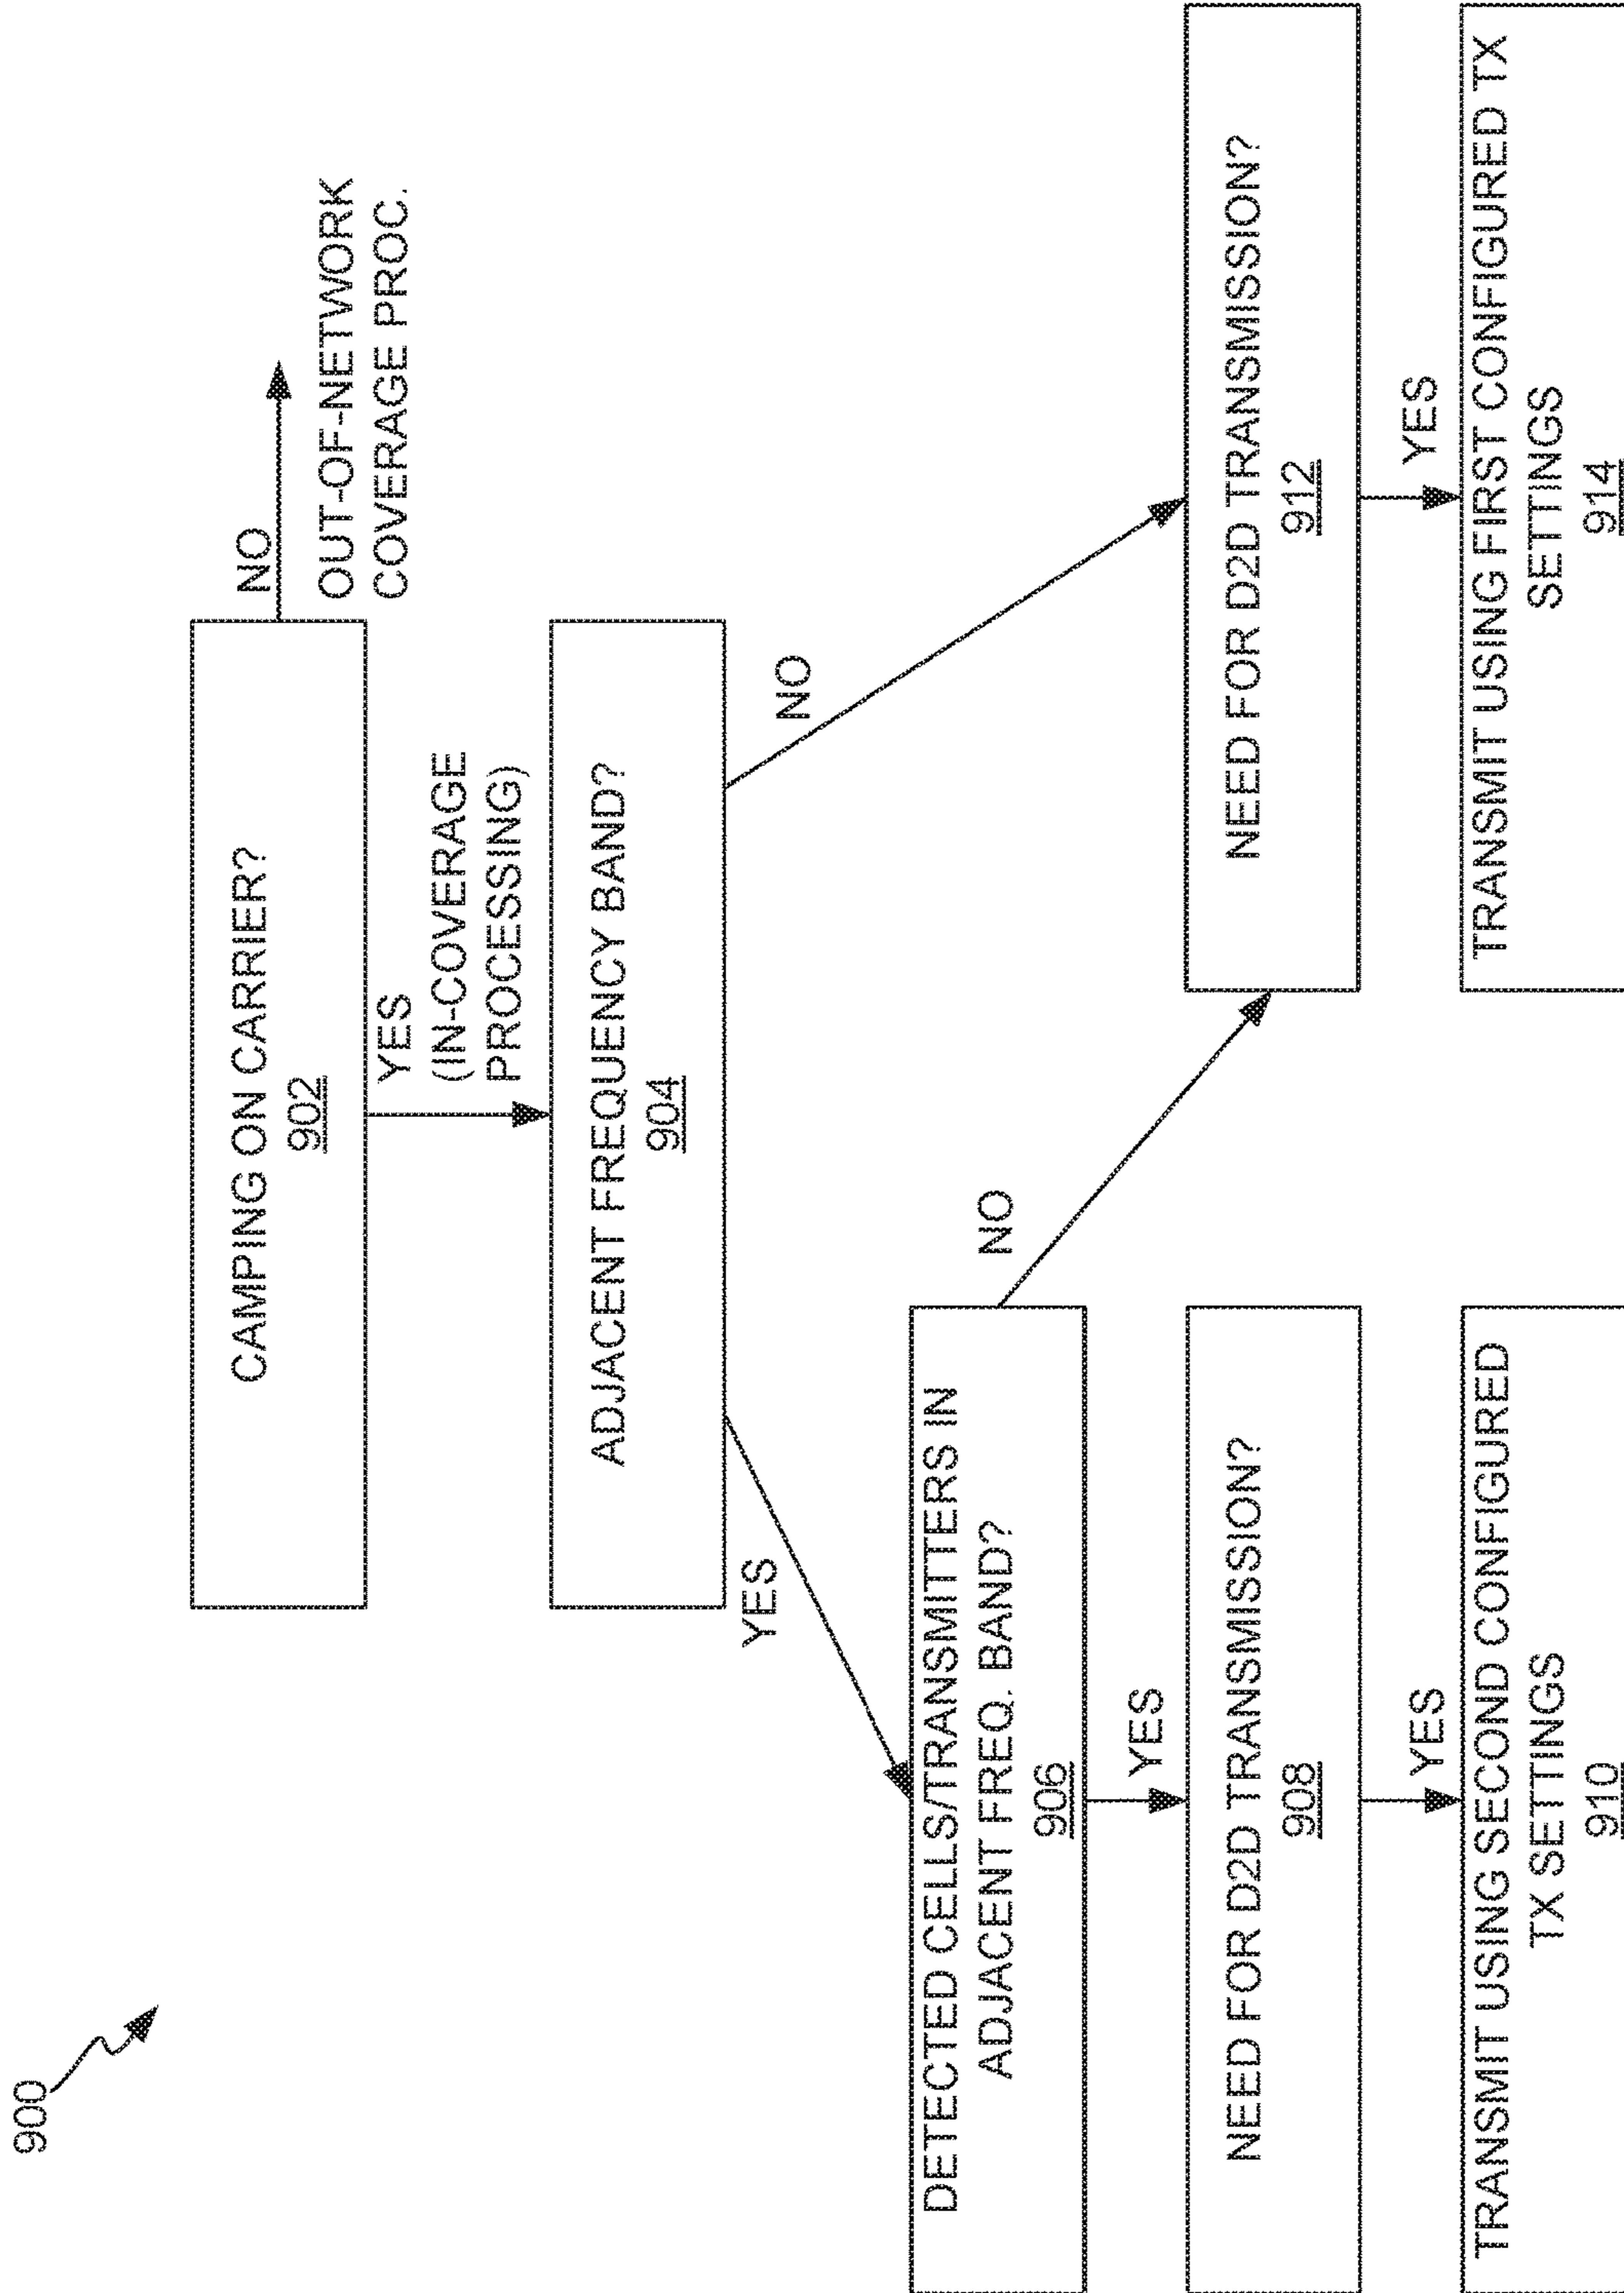 900
CAMPING ON CARRIER?
902
NO
OUT-OF-NETWORK
COVERAGE PROC.
YES
(IN-COVERAGE
PROCESSING)
ADJACENT FREQUENCY BAND?
904
YES
NO
DETECTED CELLS/TRANSMITTERS IN
ADJACENT FREQ. BAND?
906
NO
YES
NEED FOR D2D TRANSMISSION?
908
NEED FOR D2D TRANSMISSION?
912
YES
YES
TRANSMIT USING SECOND CONFIGURED
TX SETTINGS
910
TRANSMIT USING FIRST CONFIGURED TX
SETTINGS
914